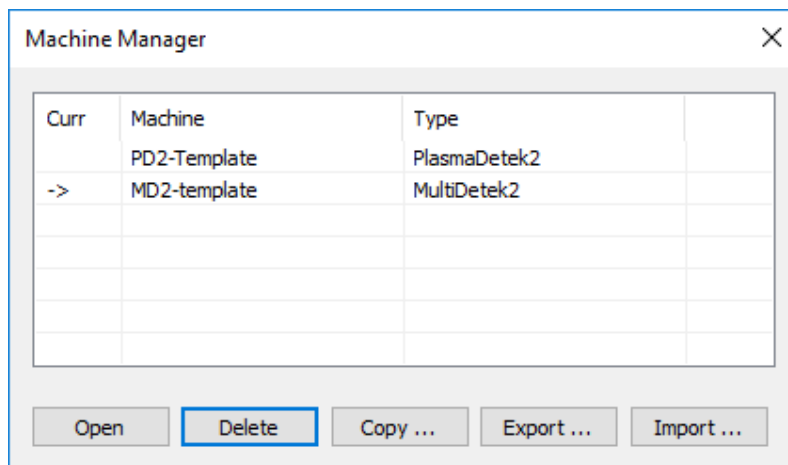 Machine Manager
Curr Machine Type
PD2-Template PlasmaDetek2
-> MD2-template MultiDetek2
Open Delete Copy ... Export ... Import ...